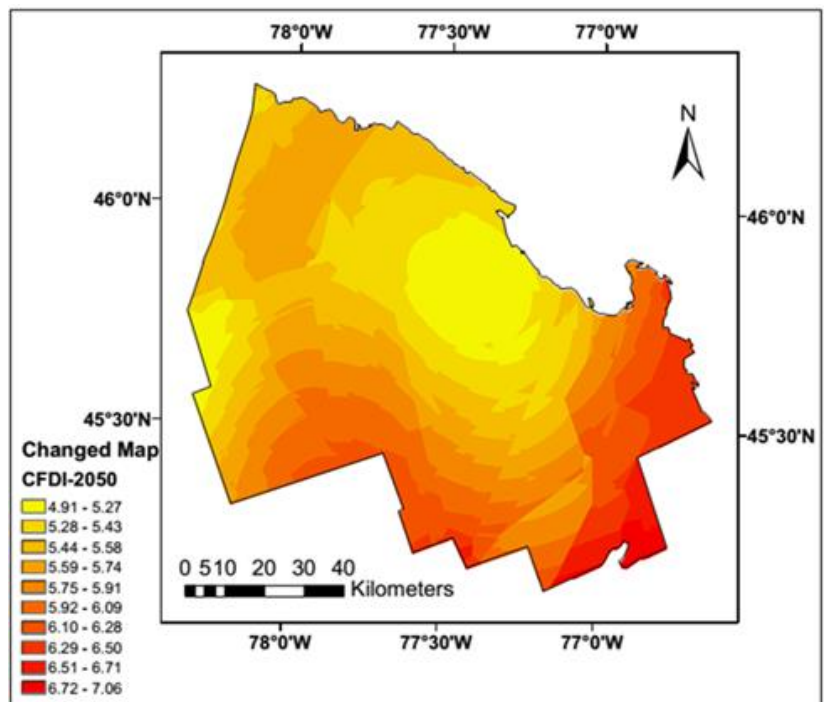 78°0'W 77°30'W 77°0'W
N
46°0'N 46°0'N
45°30'N 45°30'N
Changed Map
CFDI-2050
4.91 - 5.27
5.28 - 5.43
5.44 - 5.58
5.59 - 5.74
5.75 - 5.91
5.92 - 6.09
6.10 - 6.28
6.29 - 6.50
6.51 - 6.71
6.72 - 7.06
0 5 10 20 30 40
Kilometers
78°0'W 77°30'W 77°0'W